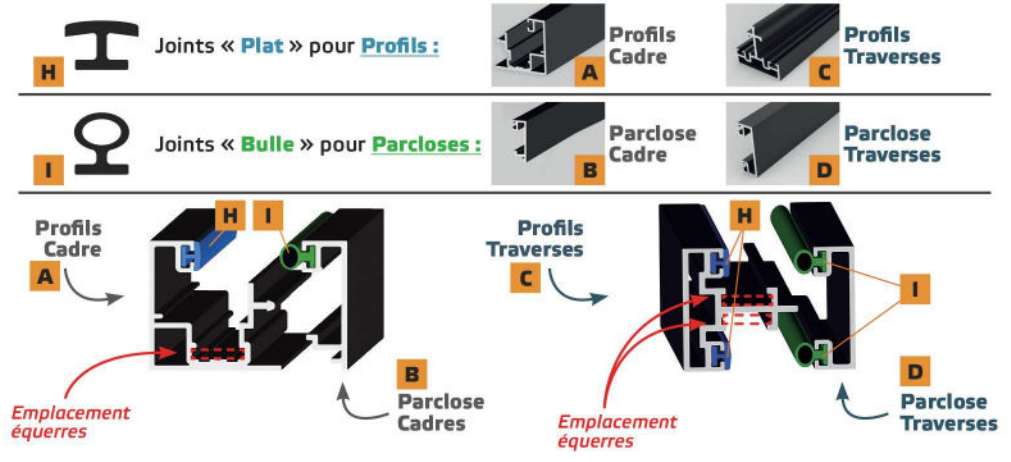 H
Joints « Plat » pour Profils :
A
Profils
Cadre
C
Profils
Traverses
I
Joints « Bulle » pour Parcloses :
B
Parclose
Cadre
D
Parclose
Traverses
Profils
Cadre
A
H
I
Emplacement
équerres
B
Parclose
Cadres
Profils
Traverses
C
H
I
Emplacement
équerres
D
Parclose
Traverses